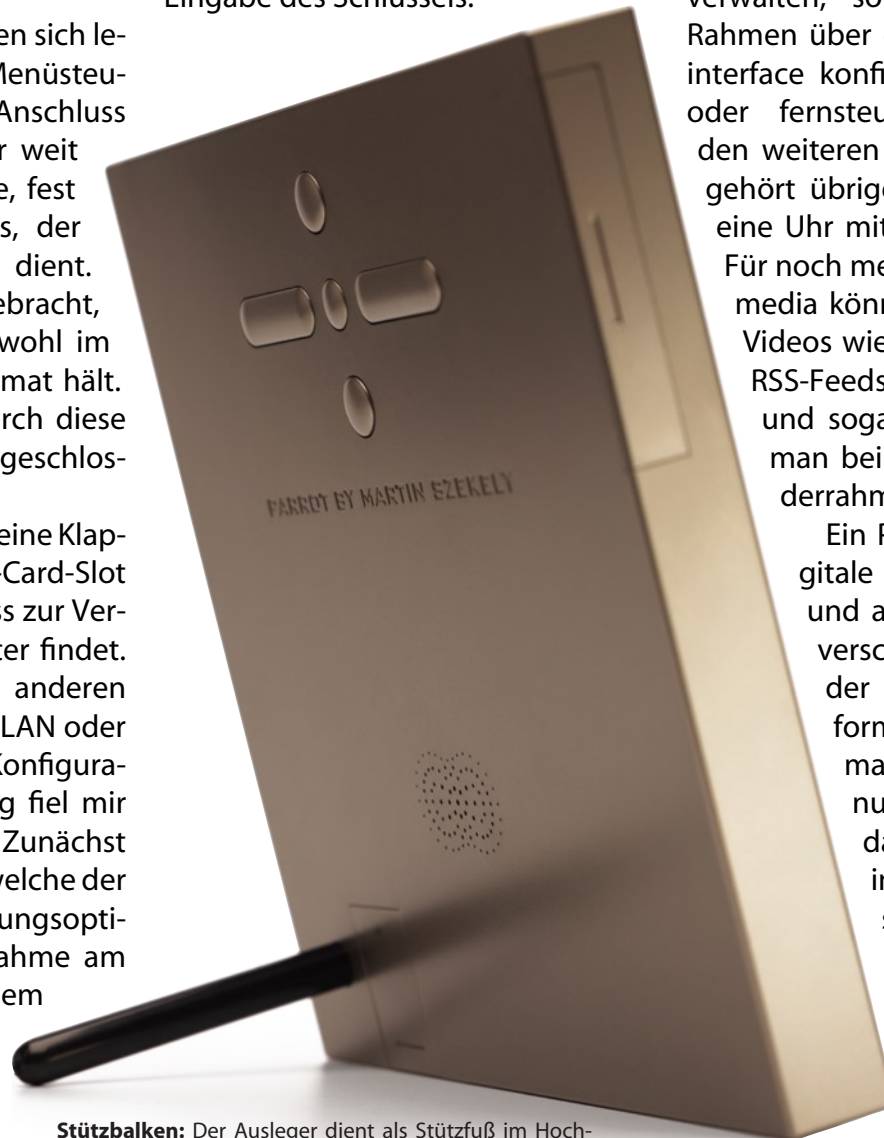 en sich le-
Menüsteu-
Anschluss
r weit
e, fest
s, der
dient.
ebracht,
wohl im
mat hält.
rch diese
geschlos-
eine Klap-
-Card-Slot
ss zur Ver-
ter findet.
anderen
LAN oder
Konfigura-
g fiel mir
Zunächst
welche der
ungsopti-
ahme am
em
Eingabe des Schlüssels.
PARROT BY MARTIN SZEKELY
Stützbalken: Der Ausleger dient als Stützfuß im Hoch-
verwalten, so
Rahmen über
interface konfi
oder fernsteu
den weiteren
gehört übrig
eine Uhr mit
Für noch me
media könn
Videos wie
RSS-Feeds
und soga
man bei
derrahm
Ein
gitale
und a
versc
der
form
ma
nu
da
in